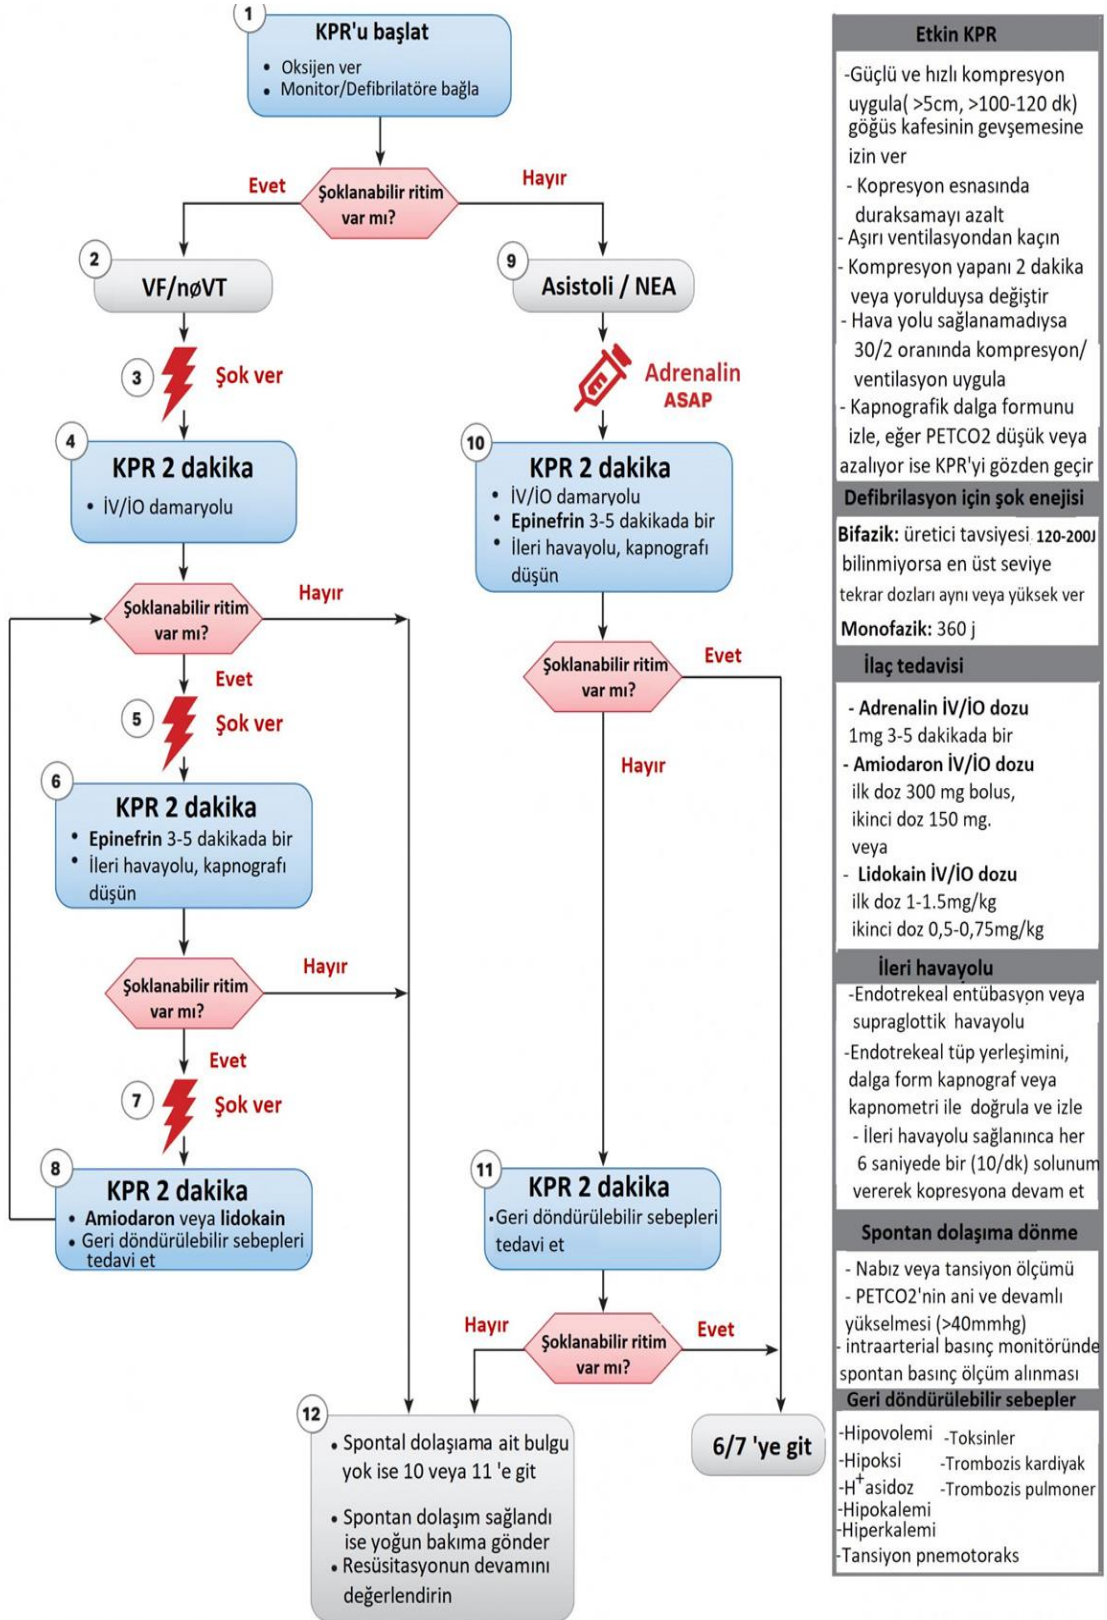 1
KPR'u başlat
• Oksijen ver
• Monitor/Defibrilatöre bağla
Şoklanabilir ritim
var mı?
Evet
Hayır
2
VF/nøVT
3
Şok ver
4
KPR 2 dakika
• İV/İO damaryolu
Şoklanabilir ritim
var mı?
Hayır
Evet
5
Şok ver
6
KPR 2 dakika
• Epinefrin 3-5 dakikada bir
• İleri havayolu, kapnografı
düşün
Şoklanabilir ritim
var mı?
Hayır
Evet
7
Şok ver
8
KPR 2 dakika
• Amiodaron veya lidokain
• Geri döndürülebilir sebepleri
tedavi et
9
Asistoli / NEA
Adrenalin
ASAP
10
KPR 2 dakika
• İV/İO damaryolu
• Epinefrin 3-5 dakikada bir
• İleri havayolu, kapnografı
düşün
Şoklanabilir ritim
var mı?
Evet
Hayır
11
KPR 2 dakika
• Geri döndürülebilir sebepleri
tedavi et
Hayır
Şoklanabilir ritim
var mı?
Evet
12
• Spontal dolaşıama ait bulgu
yok ise 10 veya 11 'e git
• Spontan dolaşım sağlandı
ise yoğun bakıma gönder
• Resüsitasyonun devamını
değerlendirin
6/7 'ye git
Etkin KPR
-Güçlü ve hızlı kompresyon
uygula( >5cm, >100-120 dk)
göğüs kafesinin gevşemesine
izin ver
- Kopresyon esnasında
duraksamayı azalt
- Aşırı ventilasyondan kaçın
- Kompresyon yapanı 2 dakika
veya yorulduysa değiştir
- Hava yolu sağlanamadıysa
30/2 oranında kompresyon/
ventilasyon uygula
- Kapnografik dalga formunu
izle, eğer PETCO2 düşük veya
azalıyor ise KPR'yi gözden geçir
Defibrilasyon için şok enejisi
Bifazik: üretici tavsiyesi 120-200J
bilinmiyorsa en üst seviye
tekrar dozları aynı veya yüksek ver
Monofazik: 360 j
İlaç tedavisi
- Adrenalin İV/İO dozu
1mg 3-5 dakikada bir
- Amiodaron İV/İO dozu
ilk doz 300 mg bolus,
ikinci doz 150 mg.
veya
- Lidokain İV/İO dozu
ilk doz 1-1.5mg/kg
ikinci doz 0,5-0,75mg/kg
İleri havayolu
-Endotrekeal entübasyon veya
supraglottik havayolu
-Endotrekeal tüp yerleşimini,
dalga form kapnograf veya
kapnometri ile doğrula ve izle
- İleri havayolu sağlanınca her
6 saniyede bir (10/dk) solunum
vererek kopresyona devam et
Spontan dolaşıma dönme
- Nabız veya tansiyon ölçümü
- PETCO2'nin ani ve devamlı
yükselmesi (>40mmhg)
- intraarterial basınç monitöründe
spontan basınç ölçüm alınması
Geri döndürülebilir sebepler
-Hipovolemi -Toksinler
-Hipoksi -Trombozis kardiyak
-H+asidoz -Trombozis pulmoner
-Hipokalemi
-Hiperkalemi
-Tansiyon pnemotoraks